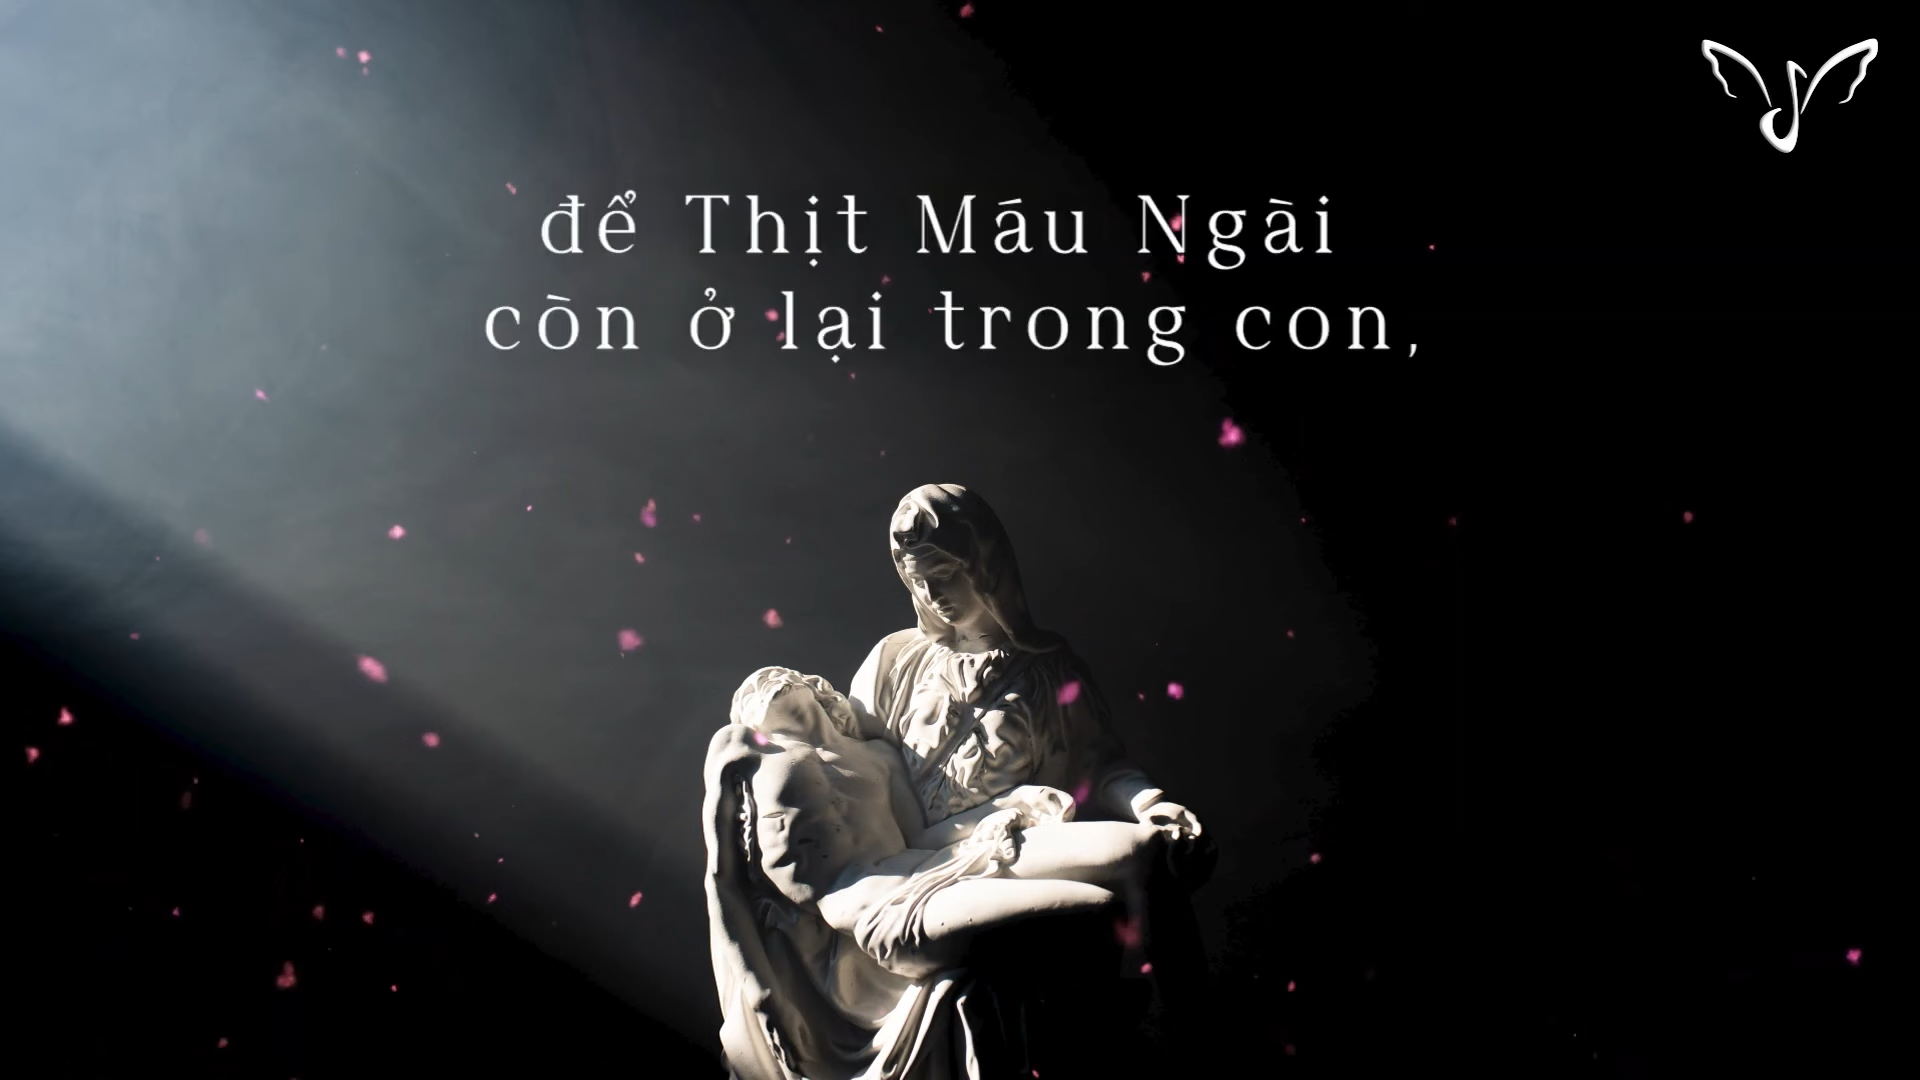 để Thịt Máu Ngài
còn ở lại trong con,